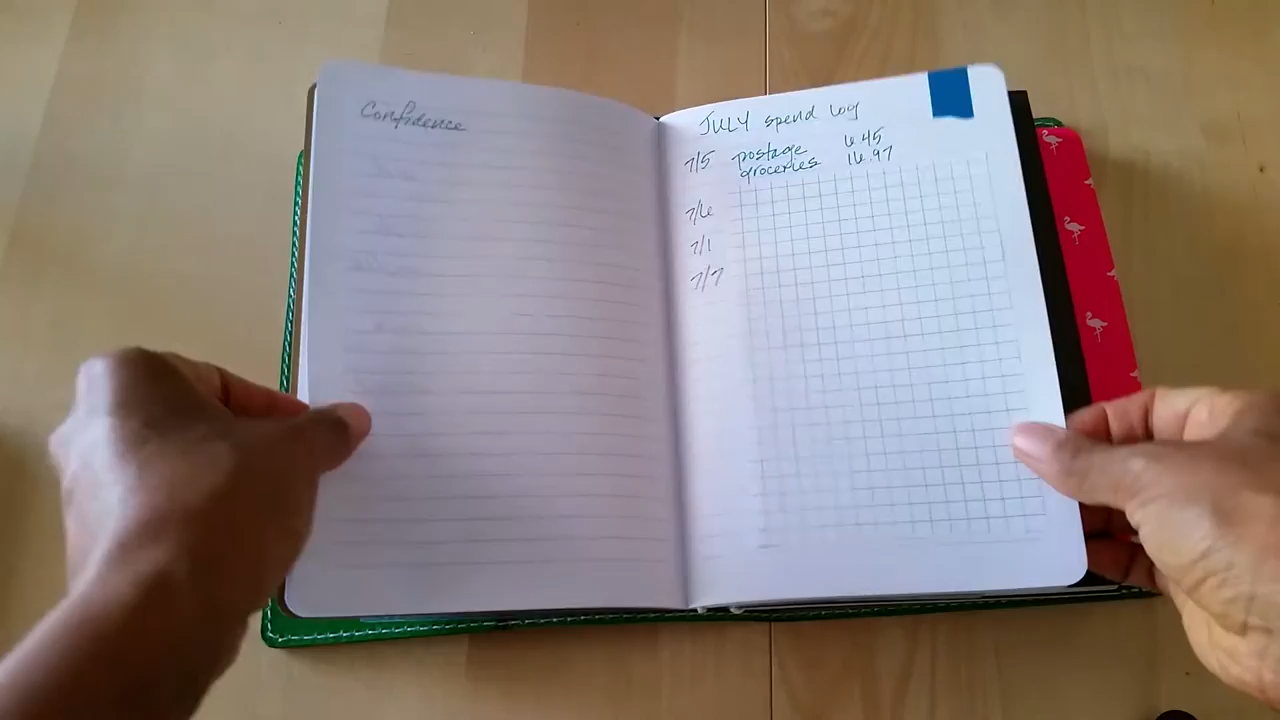 Confidence
JULY spend log
7/5 postage 6.45
groceries 16.97
7/6
7/1
7/7